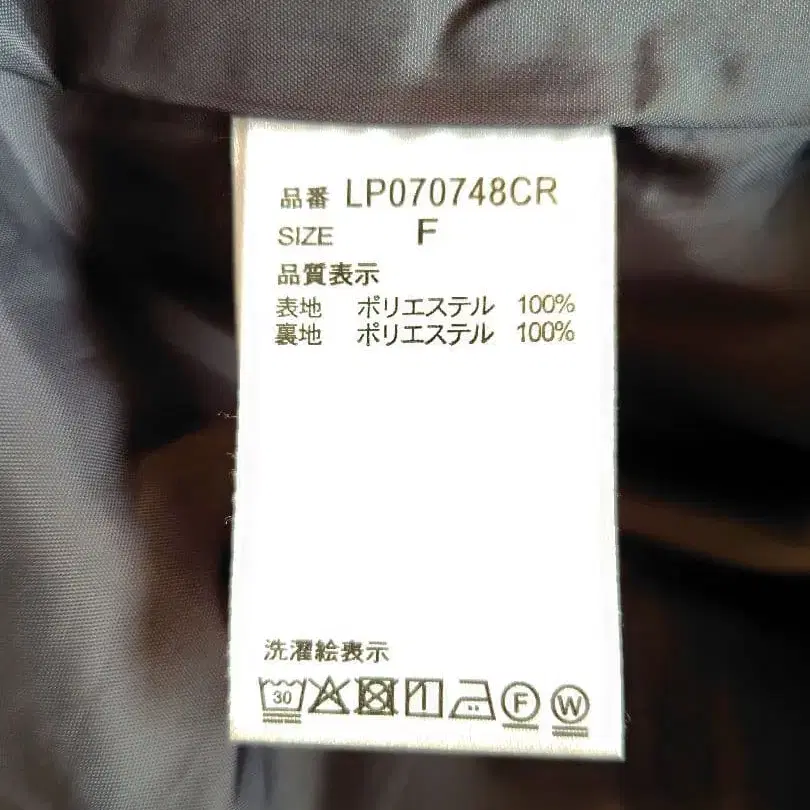 品番 LP070748CR
SIZE F
品質表示
表地 ポリエステル 100%
裏地 ポリエステル 100%
洗濯絵表示
30 F W